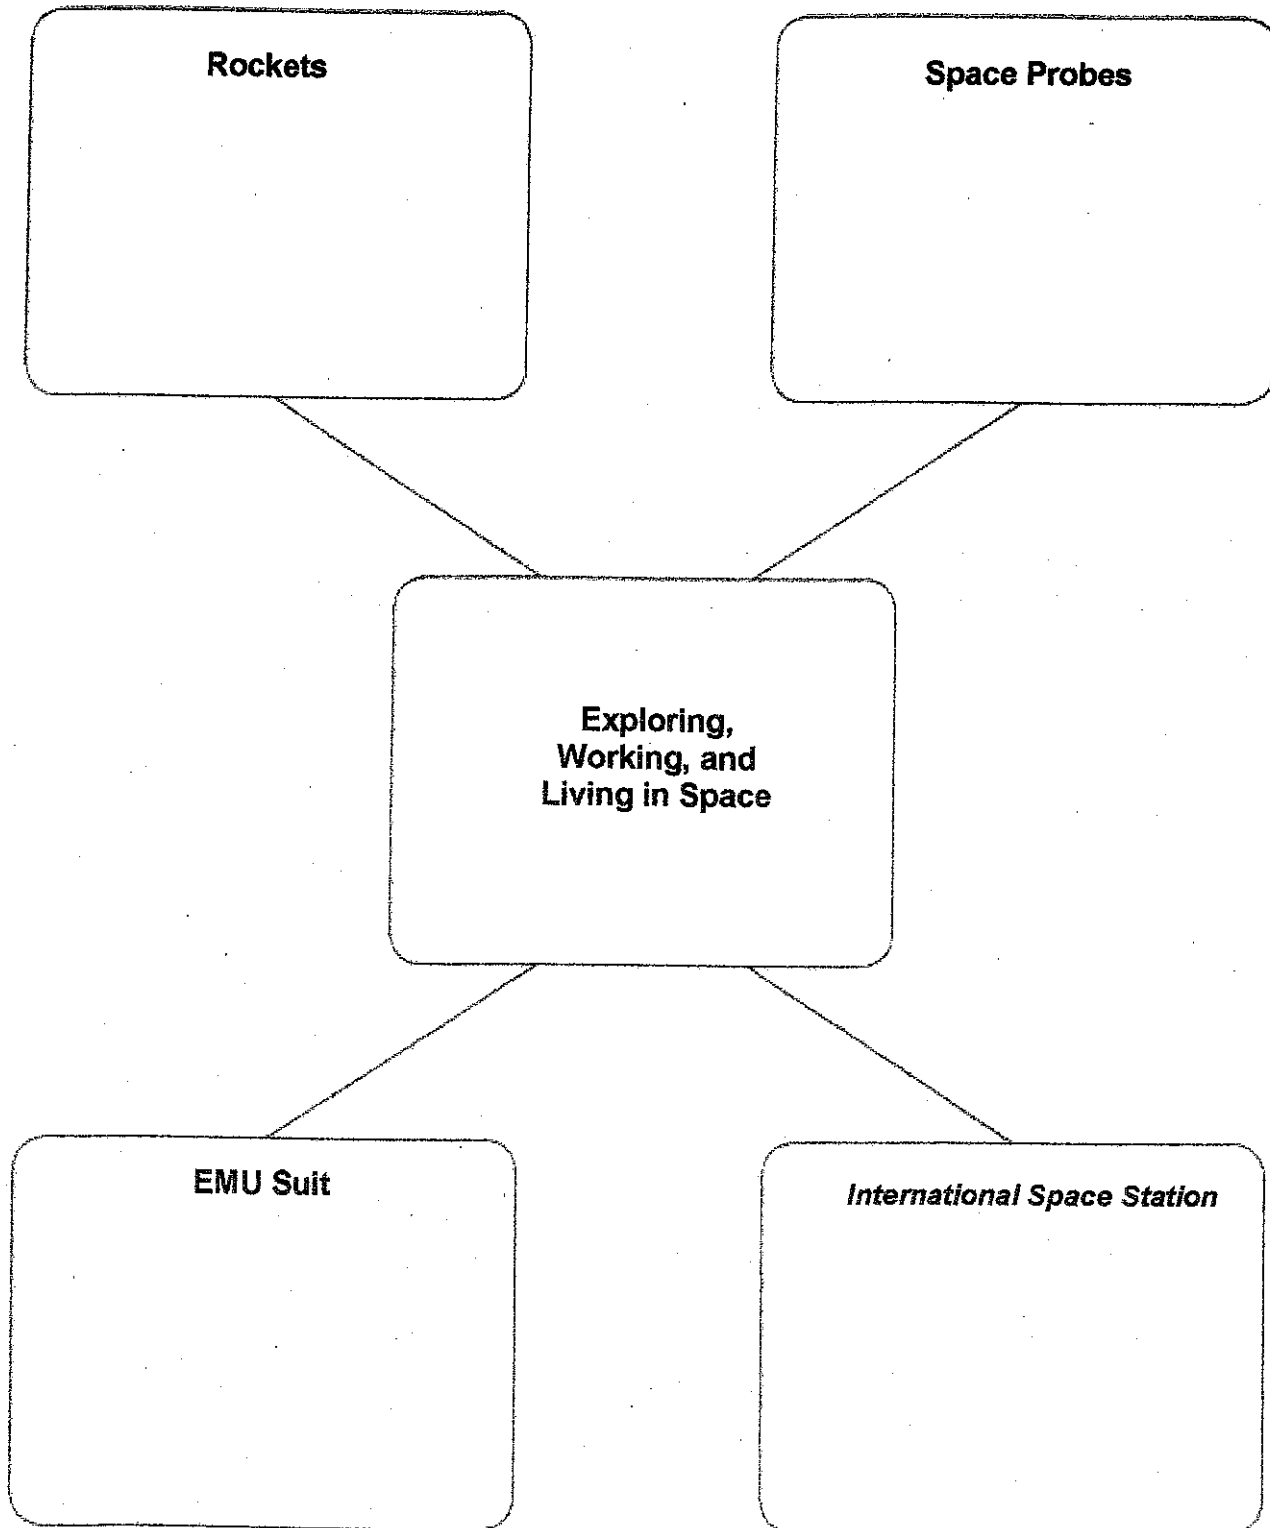 Rockets
Space Probes
Exploring,
Working, and
Living in Space
EMU Suit
International Space Station